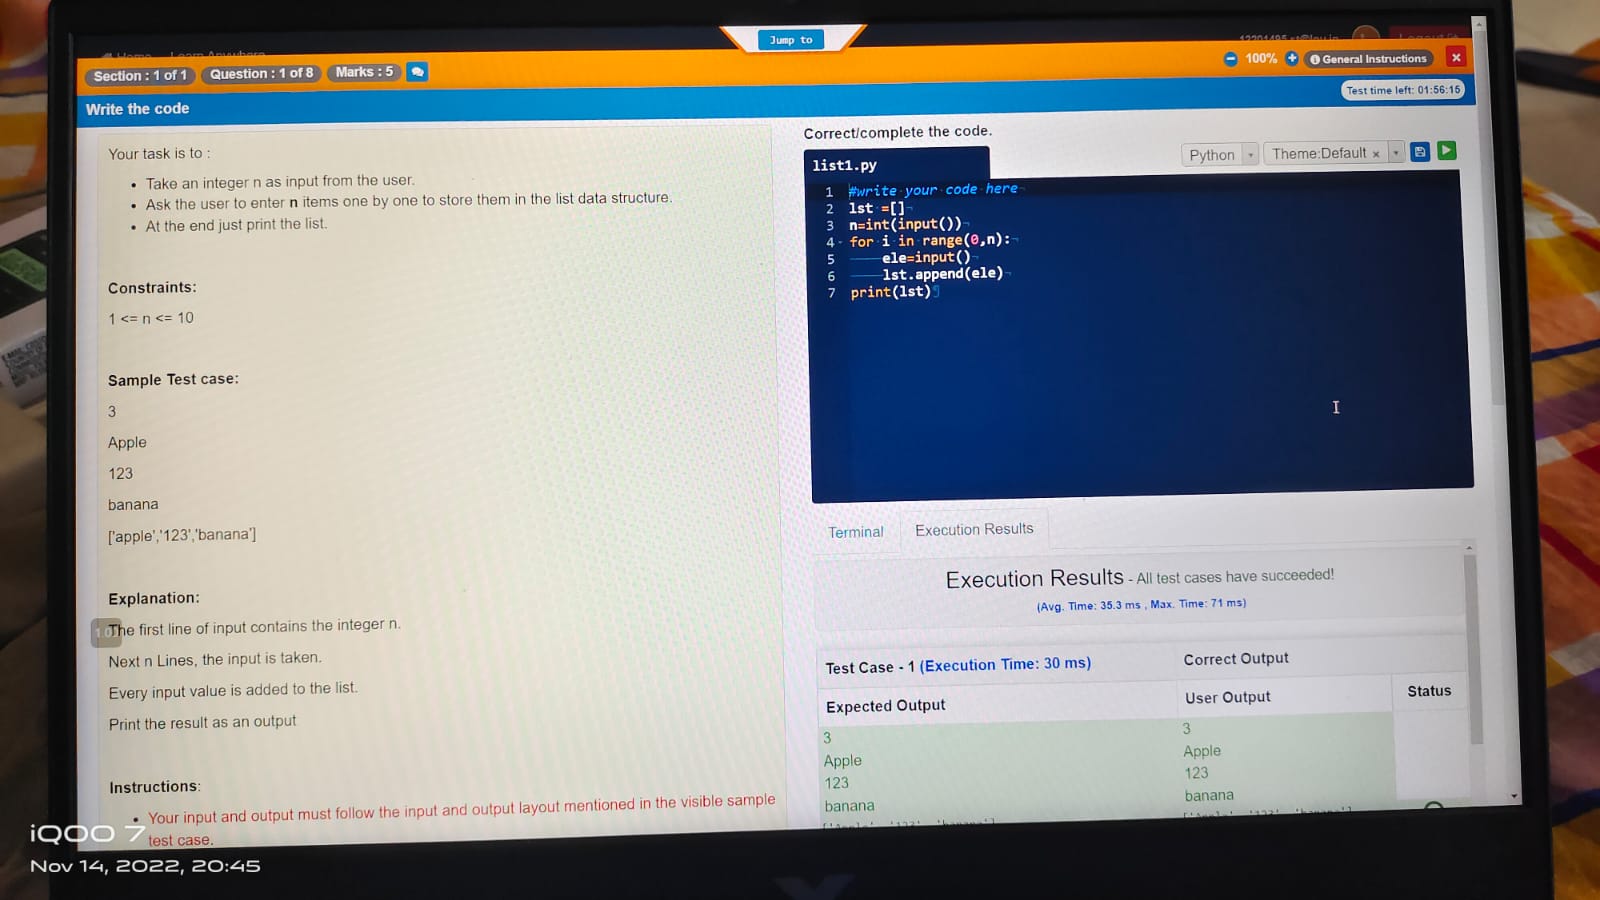 Jump to
Home Learn Anywhere
Section : 1 of 1 Question : 1 of 8 Marks : 5
100% General Instructions
Test time left: 01:56:15
Write the code
Your task is to :
• Take an integer n as input from the user.
• Ask the user to enter n items one by one to store them in the list data structure.
• At the end just print the list.
Constraints:
1 <= n <= 10
Sample Test case:
3
Apple
123
banana
['apple','123','banana']
Explanation:
The first line of input contains the integer n.
Next n Lines, the input is taken.
Every input value is added to the list.
Print the result as an output
Instructions:
• Your input and output must follow the input and output layout mentioned in the visible sample
test case.
Correct/complete the code.
list1.py
Python Theme:Default ×
1 #write your code here
2 lst =[]
3 n=int(input())
4 for i in range(0,n):
5 ele=input()
6 lst.append(ele)
7 print(lst)
Terminal Execution Results
Execution Results - All test cases have succeeded!
(Avg. Time: 35.3 ms , Max. Time: 71 ms)
Test Case - 1 (Execution Time: 30 ms) Correct Output
Expected Output User Output Status
3 3
Apple Apple
123 123
banana banana
iQOO 7
Nov 14, 2022, 20:45